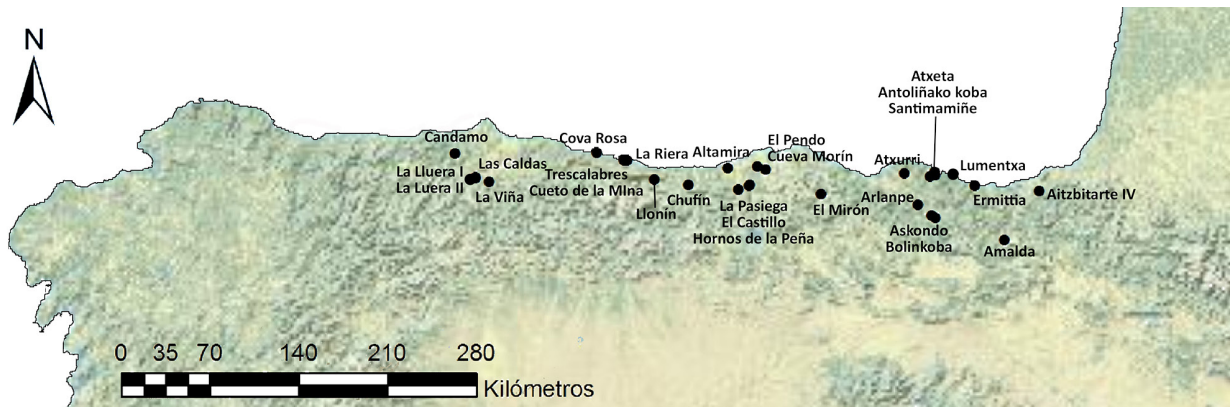 N
Atxeta
Antoliñako koba
Santimamiñe
Candamo
Cova Rosa
La Riera
Altamira
El Pendo
Cueva Morín
Atxurri
Lumentxa
La Lluera I
La Luera II
Las Caldas
La Viña
Trescalabres
Cueto de la MIna
Llonín
Chufín
La Pasiega
El Castillo
Hornos de la Peña
El Mirón
Arlanpe
Askondo
Bolinkoba
Ermittia
Aitzbitarte IV
Amalda
0 35 70 140 210 280
Kilómetros